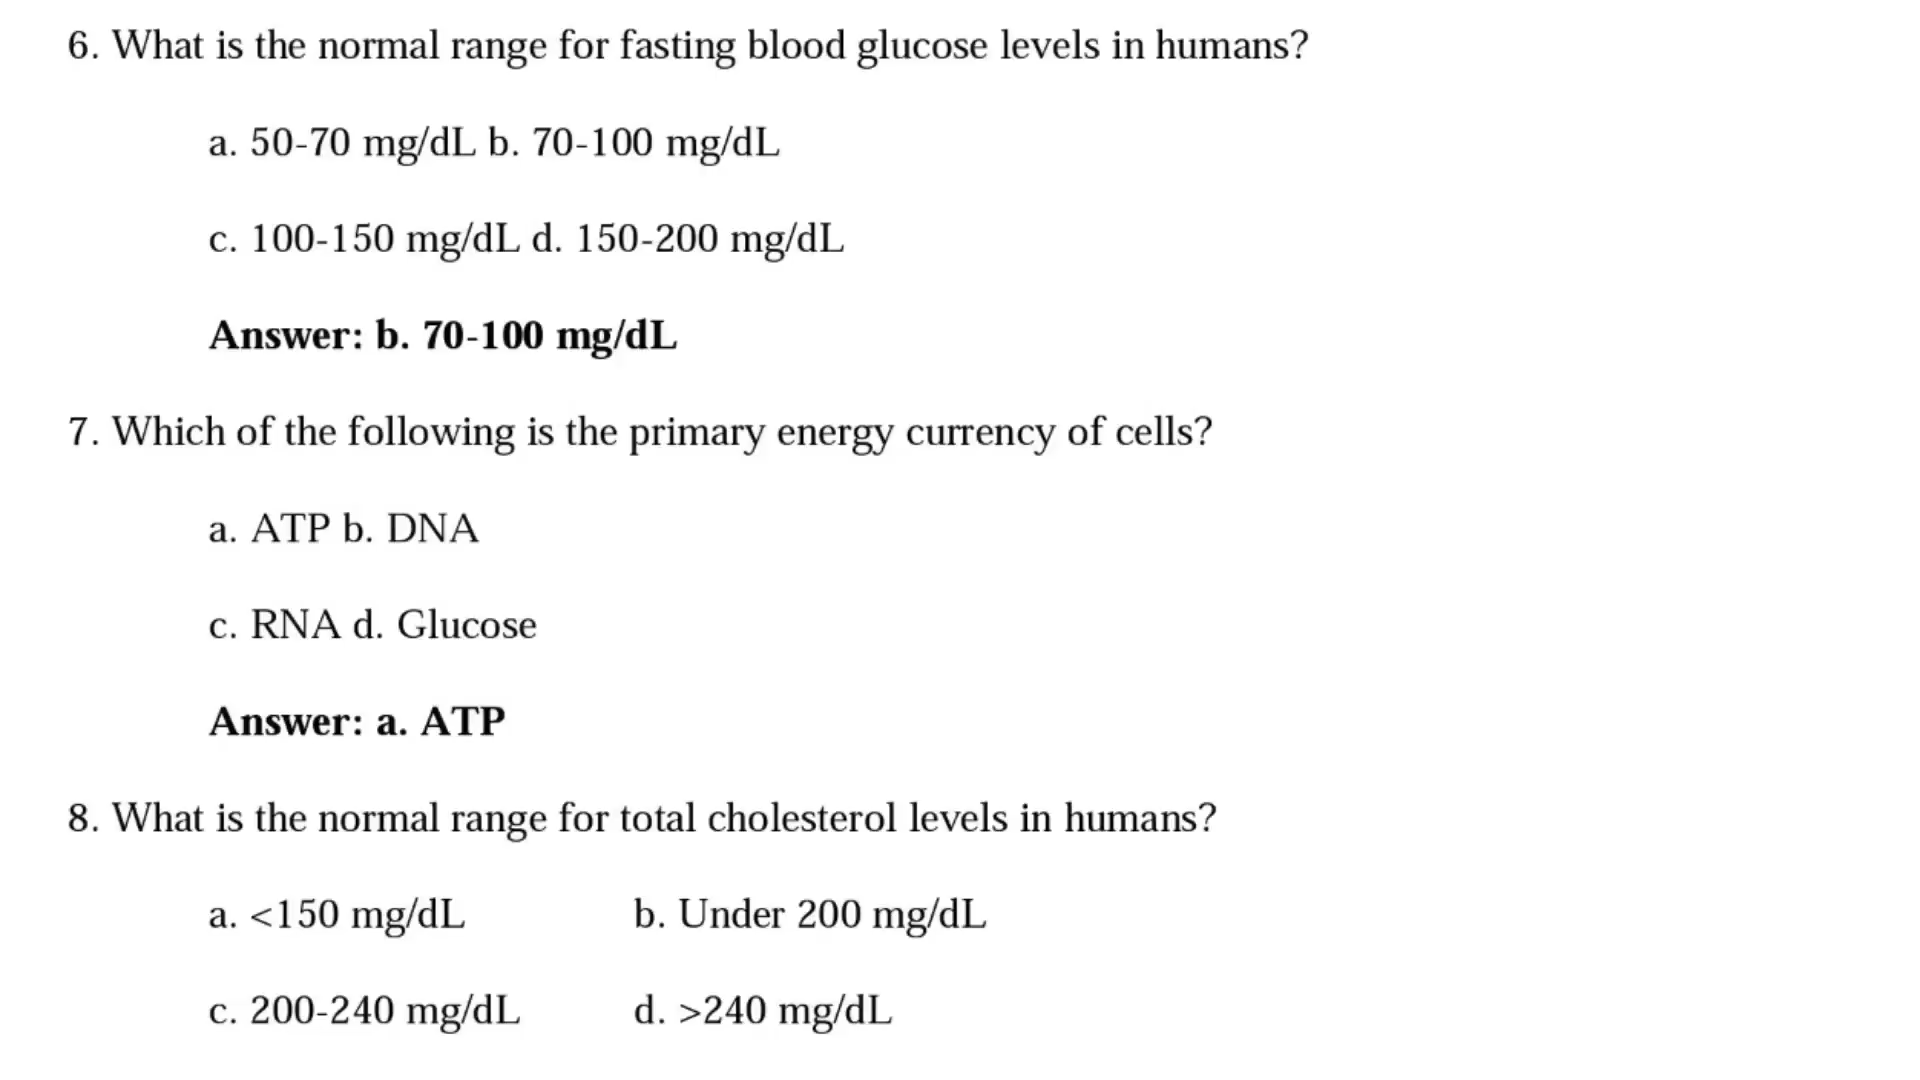 6. What is the normal range for fasting blood glucose levels in humans?
a. 50-70 mg/dL b. 70-100 mg/dL
c. 100-150 mg/dL d. 150-200 mg/dL
Answer: b. 70-100 mg/dL
7. Which of the following is the primary energy currency of cells?
a. ATP b. DNA
c. RNA d. Glucose
Answer: a. ATP
8. What is the normal range for total cholesterol levels in humans?
a. <150 mg/dL b. Under 200 mg/dL
c. 200-240 mg/dL d. >240 mg/dL